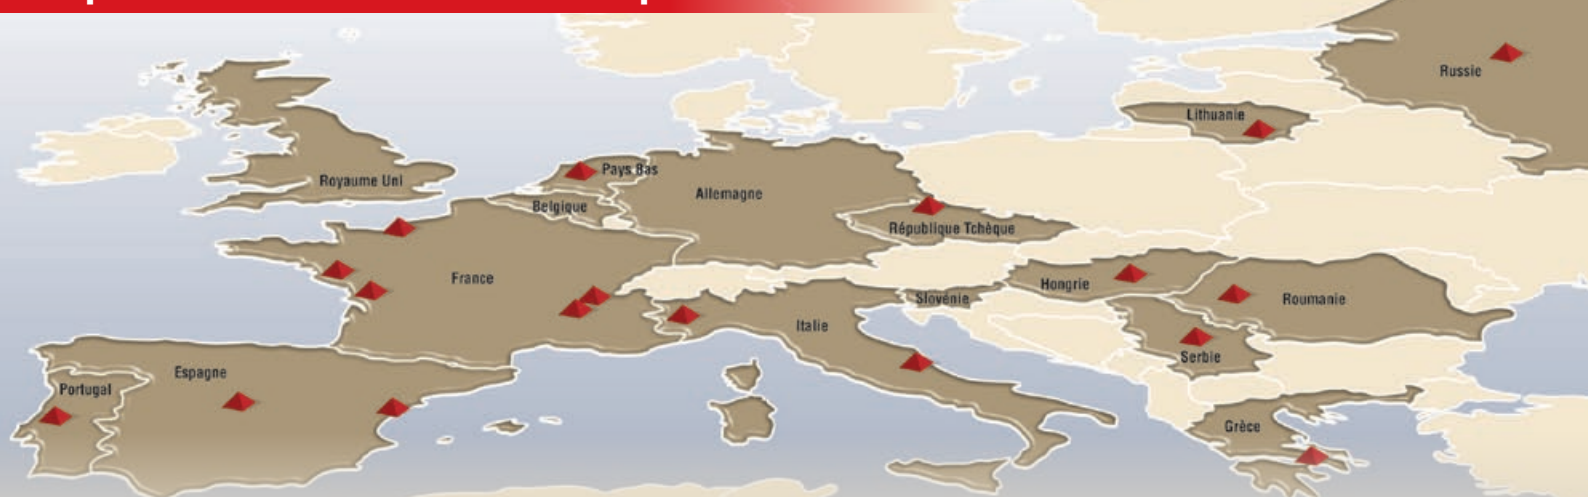 Russie
Lithuanie
Pays Bas
Royaume Uni
Allemagne
Belgique
République Tchèque
France
Hongrie
Slovénie
Roumanie
Italie
Serbie
Espagne
Portugal
Grèce